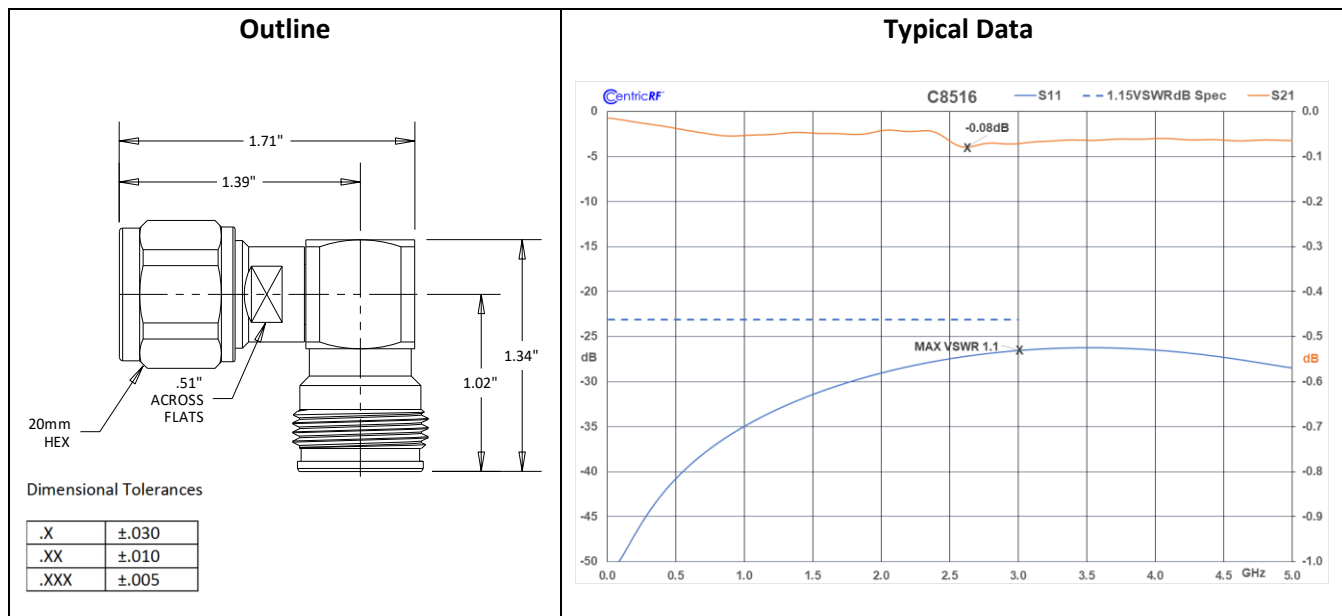 Outline
1.71"
1.39"
1.34"
1.02"
.51"
ACROSS
FLATS
20mm
HEX
Dimensional Tolerances
.X ±.030
.XX ±.010
.XXX ±.005
Typical Data
CentricRF™ C8516 S11 1.15VSWRdB Spec S21
0 0.0
-0.08dB
-5 -0.1
-10 -0.2
-15 -0.3
-20 -0.4
-25 -0.5
MAX VSWR 1.1
dB dB
-30 -0.6
-35 -0.7
-40 -0.8
-45 -0.9
-50 -1.0
0.0 0.5 1.0 1.5 2.0 2.5 3.0 3.5 4.0 4.5 GHz 5.0